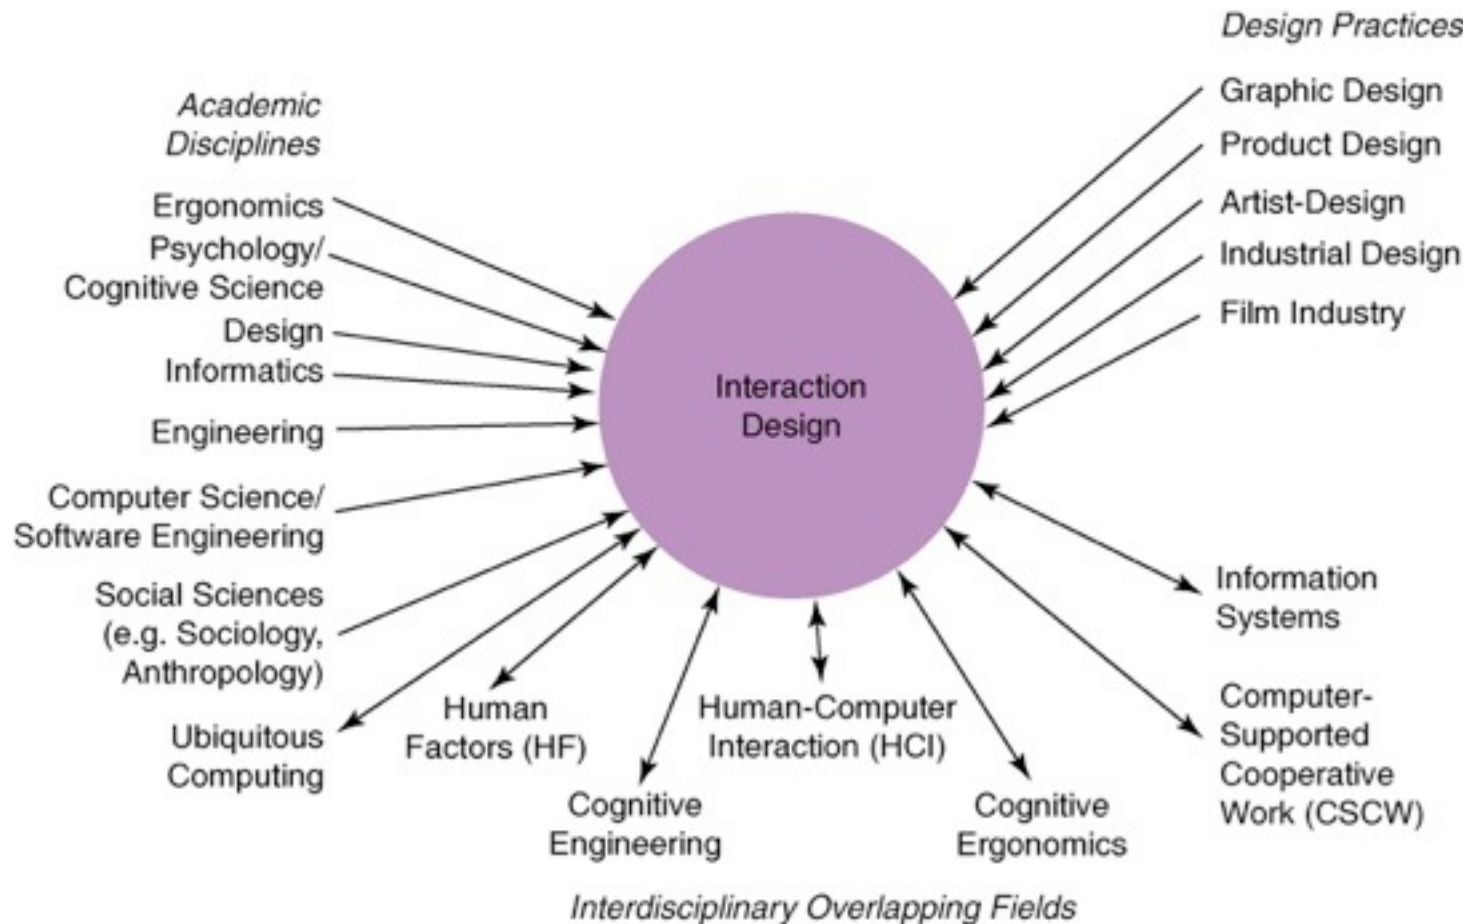 Academic
Disciplines
Ergonomics
Psychology/
Cognitive Science
Design
Informatics
Engineering
Computer Science/
Software Engineering
Social Sciences
(e.g. Sociology,
Anthropology)
Ubiquitous
Computing
Human
Factors (HF)
Cognitive
Engineering
Human-Computer
Interaction (HCI)
Cognitive
Ergonomics
Interdisciplinary Overlapping Fields
Interaction
Design
Design Practices
Graphic Design
Product Design
Artist-Design
Industrial Design
Film Industry
Information
Systems
Computer-
Supported
Cooperative
Work (CSCW)